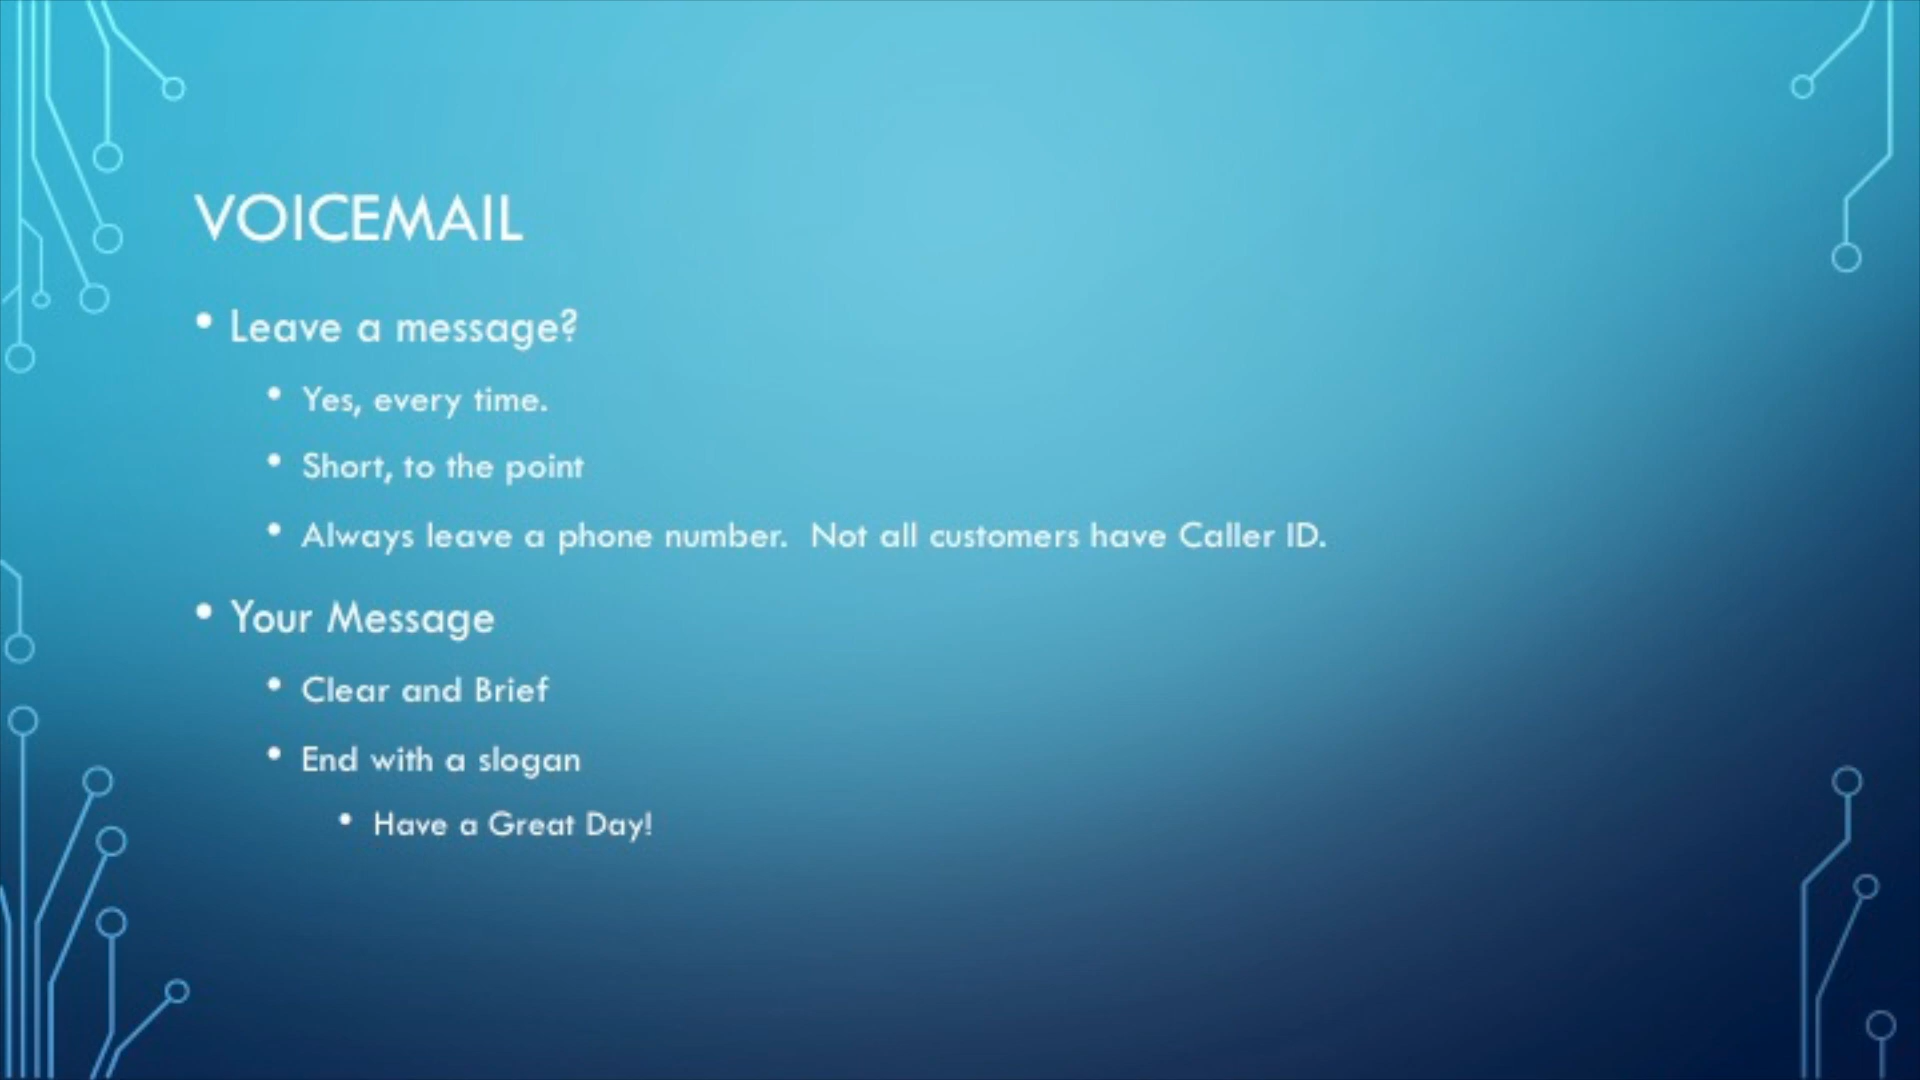 VOICEMAIL
• Leave a message?
• Yes, every time.
• Short, to the point
• Always leave a phone number.  Not all customers have Caller ID.
• Your Message
• Clear and Brief
• End with a slogan
• Have a Great Day!